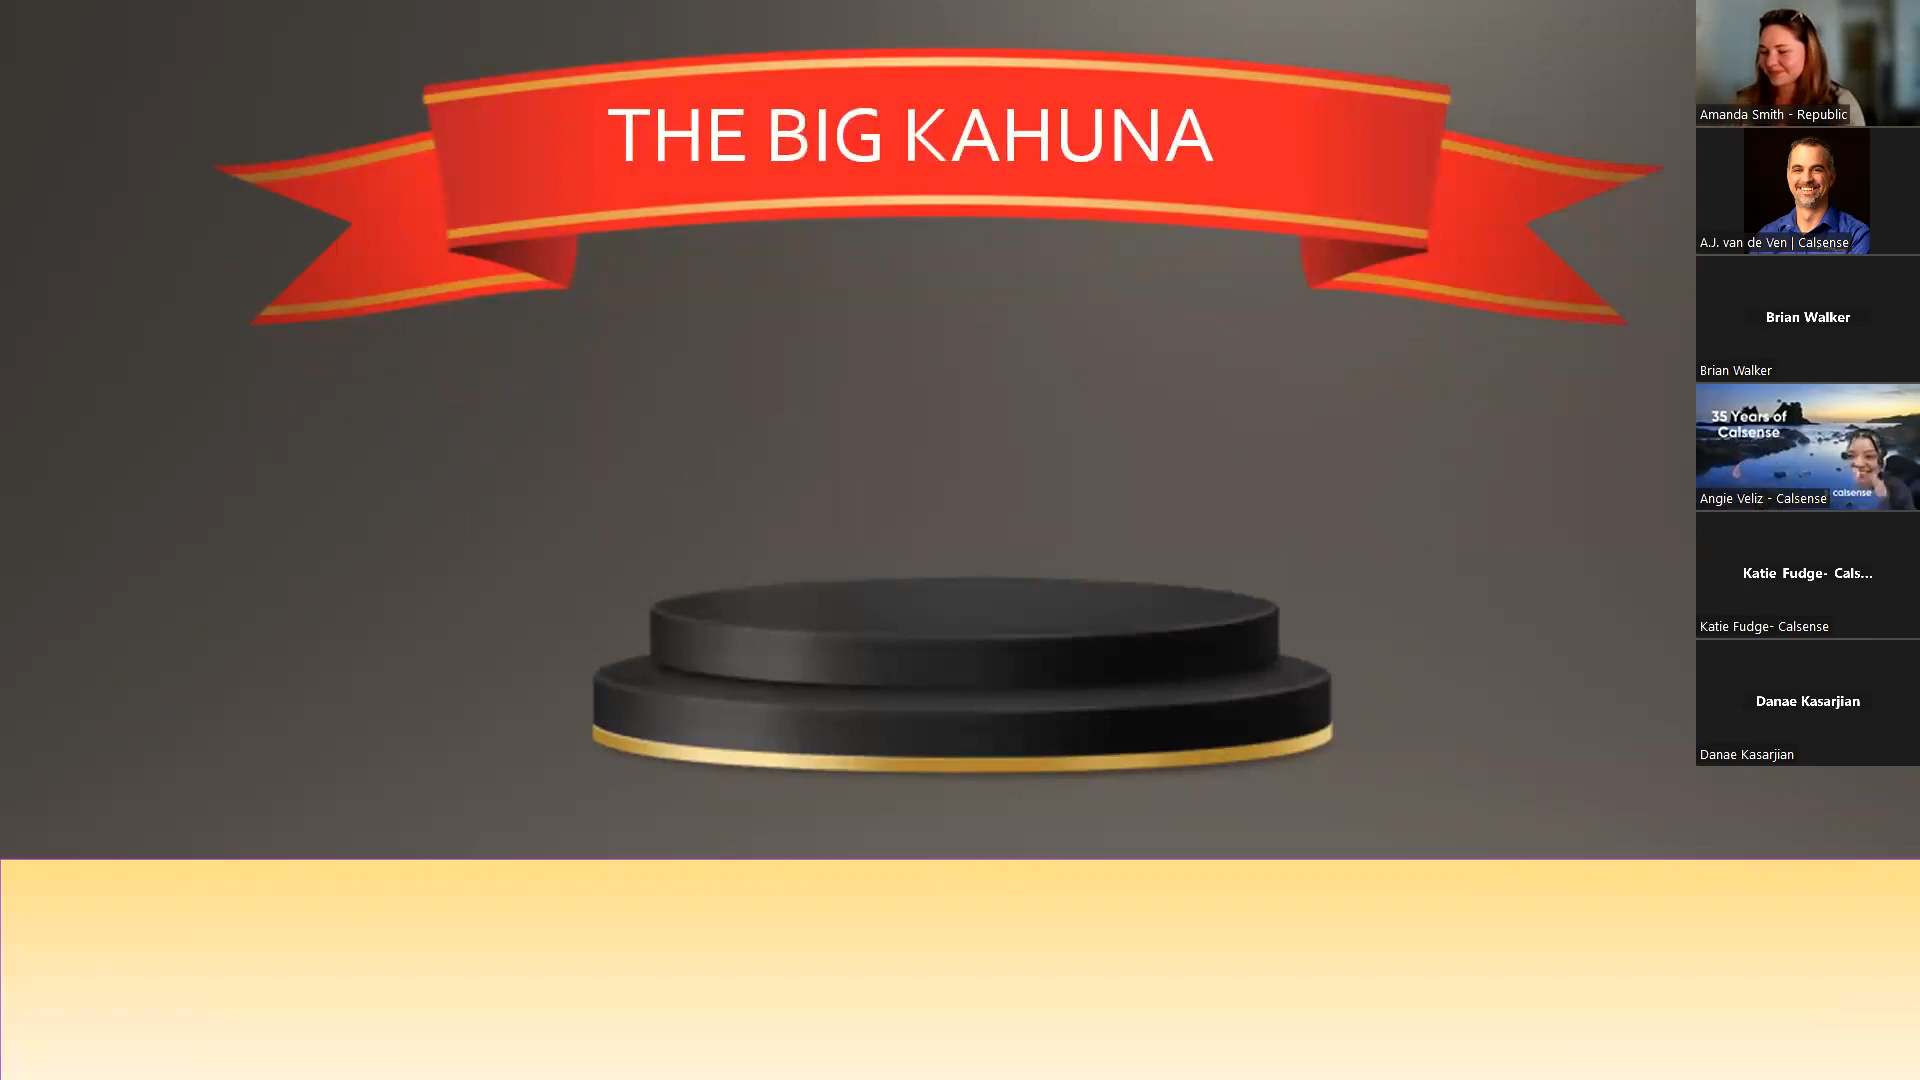 THE BIG KAHUNA
Amanda Smith - Republic
A.J. van de Ven | Calsense
Brian Walker
Brian Walker
35 Years of
Calsense
calsense
Angie Veliz - Calsense
Katie Fudge- Cals...
Katie Fudge- Calsense
Danae Kasarjian
Danae Kasarjian